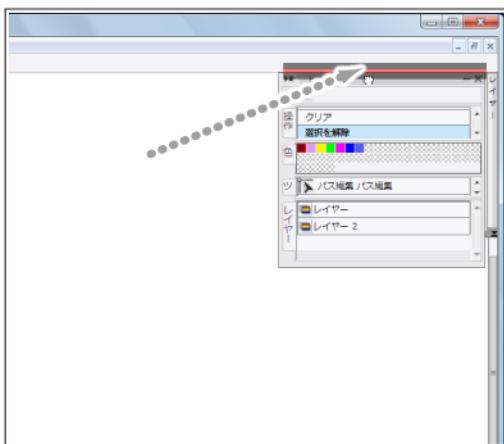 レイヤー
操作
クリア
選択を解除
色
ツ
パス編集 パス編集
レイヤー
レイヤー
レイヤー 2